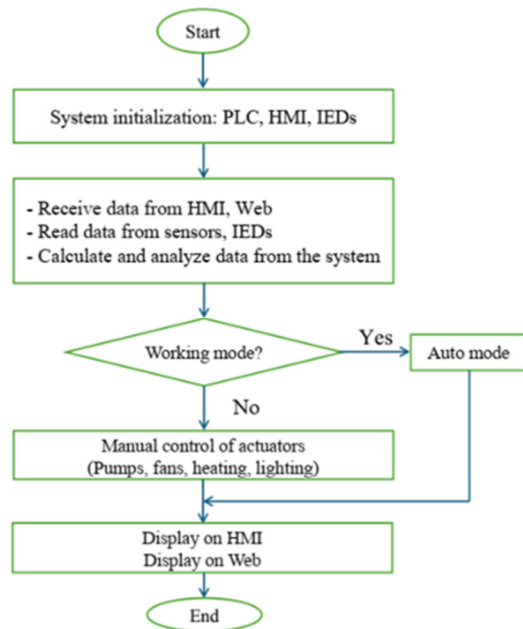 Start
System initialization: PLC, HMI, IEDs
- Receive data from HMI, Web
- Read data from sensors, IEDs
- Calculate and analyze data from the system
Working mode?
Yes
Auto mode
No
Manual control of actuators
(Pumps, fans, heating, lighting)
Display on HMI
Display on Web
End